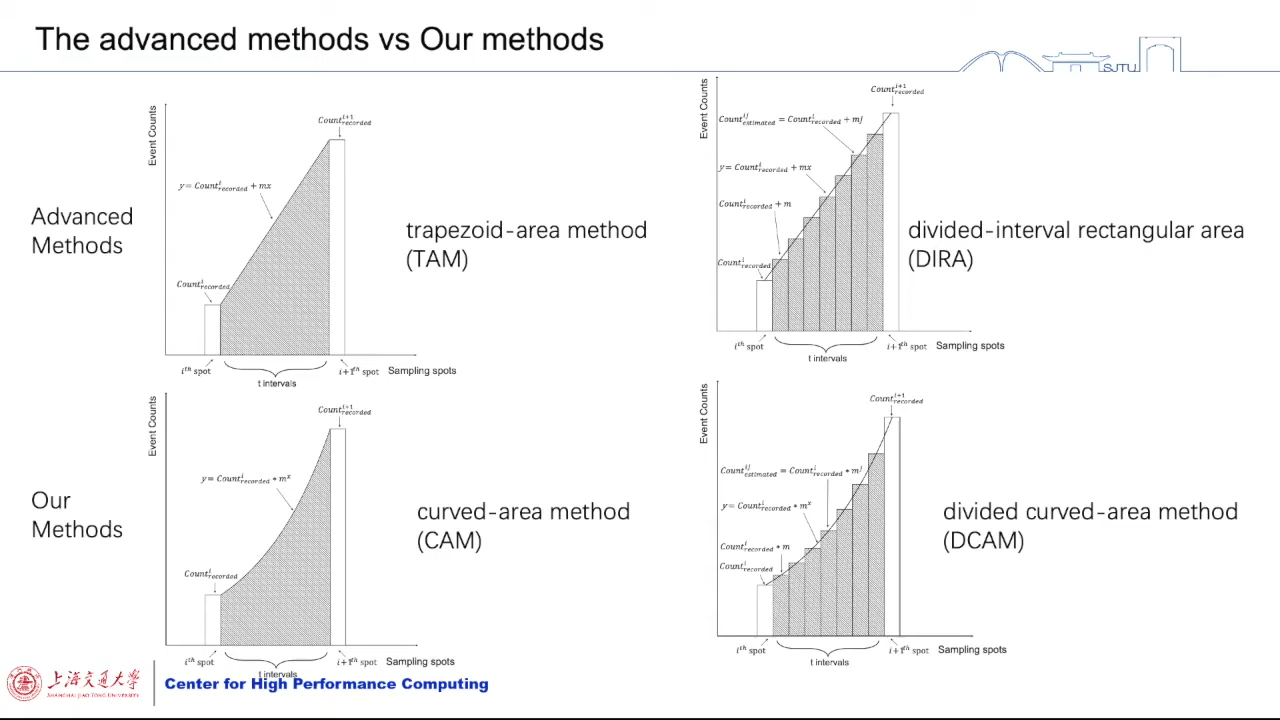 The advanced methods vs Our methods
SJTU
Advanced
Methods
Event Counts
Count^{i+1}_{recorded}
y = Count^{i}_{recorded} + mx
Count^{i}_{recorded}
i^{th} spot
t intervals
i+1^{th} spot
Sampling spots
trapezoid-area method
(TAM)
Event Counts
Count^{i+1}_{recorded}
Count^{ij}_{estimated} = Count^{i}_{recorded} + mj
y = Count^{i}_{recorded} + mx
Count^{i}_{recorded} + m
Count^{i}_{recorded}
i^{th} spot
t intervals
i+1^{th} spot
Sampling spots
divided-interval rectangular area
(DIRA)
Our
Methods
Event Counts
Count^{i+1}_{recorded}
y = Count^{i}_{recorded} * m^{x}
Count^{i}_{recorded}
i^{th} spot
t intervals
i+1^{th} spot
Sampling spots
curved-area method
(CAM)
Event Counts
Count^{i+1}_{recorded}
Count^{ij}_{estimated} = Count^{i}_{recorded} * m^{j}
y = Count^{i}_{recorded} * m^{x}
Count^{i}_{recorded} * m
Count^{i}_{recorded}
i^{th} spot
t intervals
i+1^{th} spot
Sampling spots
divided curved-area method
(DCAM)
上海交通大学
SHANGHAI JIAO TONG UNIVERSITY
Center for High Performance Computing